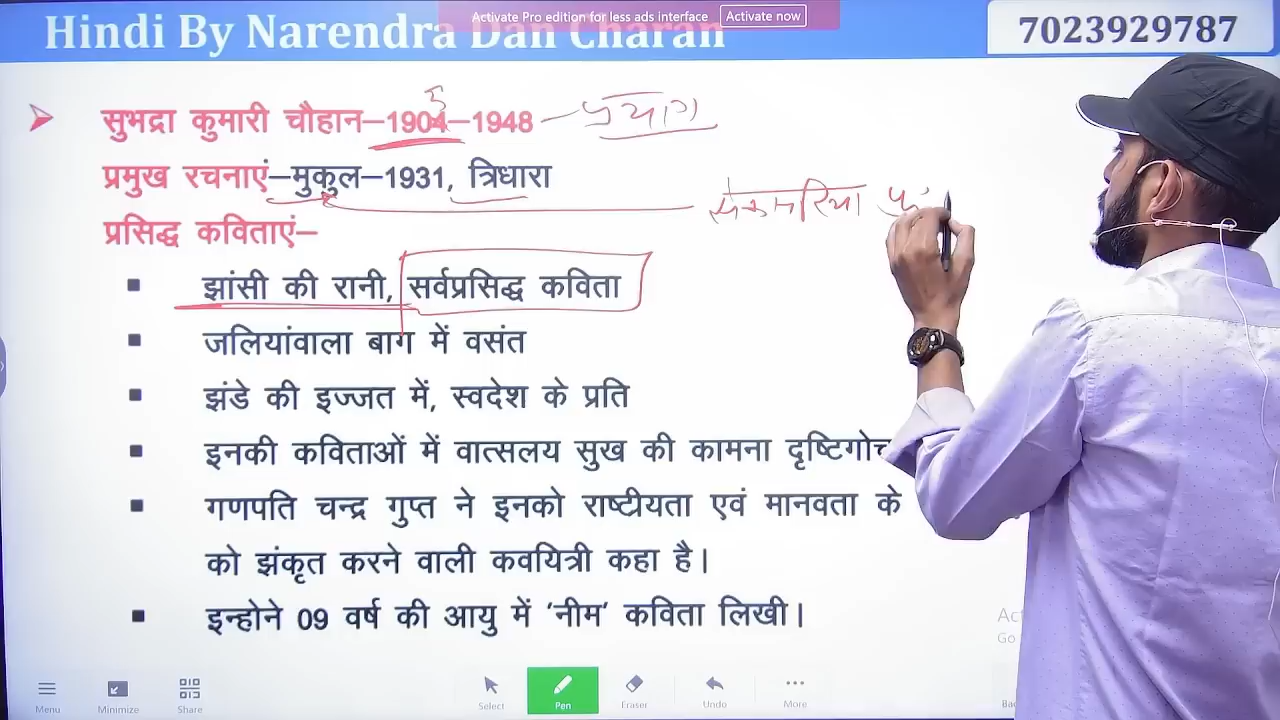 Activate Pro edition for less ads interface Activate now
Hindi By Narendra Dan Charan
7023929787
सुभद्रा कुमारी चौहान–1904–1948 – प्रयाग
5
प्रमुख रचनाएं–मुकुल–1931, त्रिधारा
सेकसरिया पु
प्रसिद्ध कविताएं–
झांसी की रानी, सर्वप्रसिद्ध कविता
जलियांवाला बाग में वसंत
झंडे की इज्जत में, स्वदेश के प्रति
इनकी कविताओं में वात्सलय सुख की कामना
गणपति चन्द्र गुप्त ने इनको राष्टीयता एवं मानवता के
को झंकृत करने वाली कवयित्री कहा है।
इन्होने 09 वर्ष की आयु में 'नीम' कविता लिखी।
Menu Minimize Share Select Pen Eraser Undo More